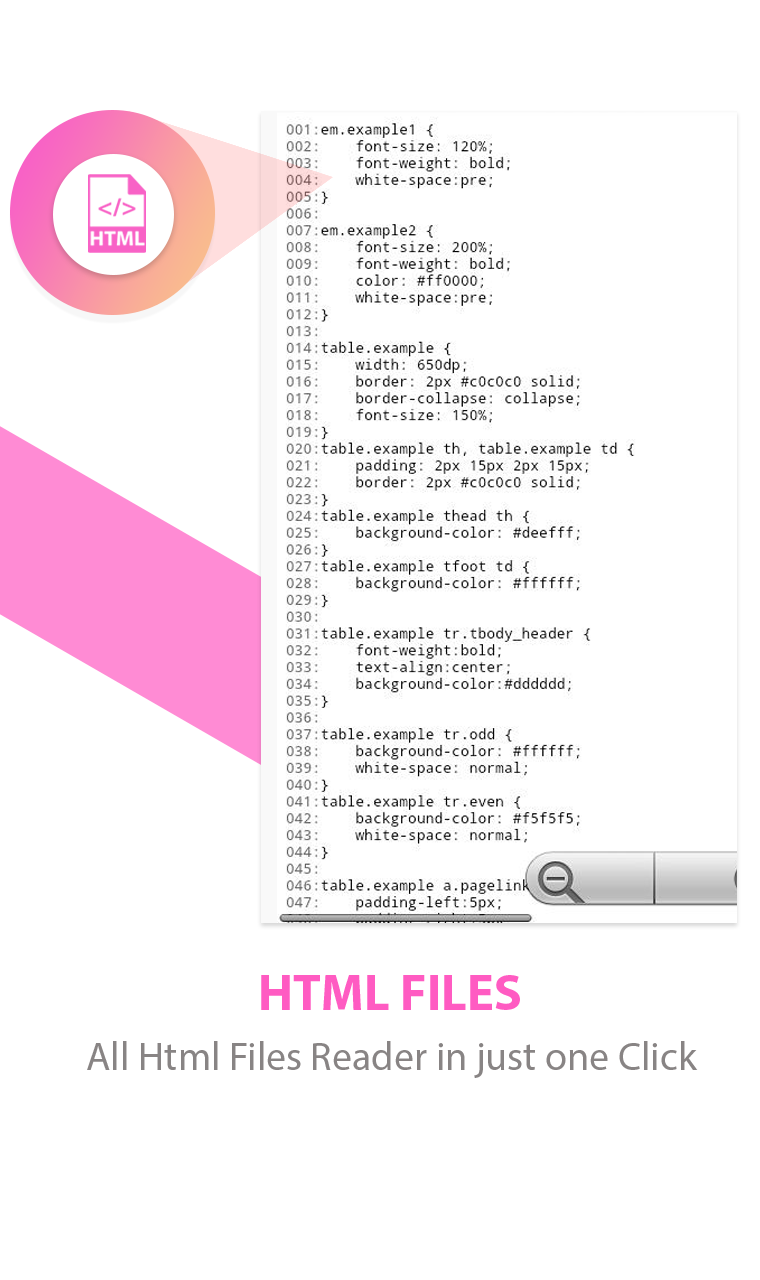 </>
HTML
001:em.example1 {
002:    font-size: 120%;
003:    font-weight: bold;
004:    white-space:pre;
005:}
006:
007:em.example2 {
008:    font-size: 200%;
009:    font-weight: bold;
010:    color: #ff0000;
011:    white-space:pre;
012:}
013:
014:table.example {
015:    width: 650dp;
016:    border: 2px #c0c0c0 solid;
017:    border-collapse: collapse;
018:    font-size: 150%;
019:}
020:table.example th, table.example td {
021:    padding: 2px 15px 2px 15px;
022:    border: 2px #c0c0c0 solid;
023:}
024:table.example thead th {
025:    background-color: #deefff;
026:}
027:table.example tfoot td {
028:    background-color: #ffffff;
029:}
030:
031:table.example tr.tbody_header {
032:    font-weight:bold;
033:    text-align:center;
034:    background-color:#dddddd;
035:}
036:
037:table.example tr.odd {
038:    background-color: #ffffff;
039:    white-space: normal;
040:}
041:table.example tr.even {
042:    background-color: #f5f5f5;
043:    white-space: normal;
044:}
045:
046:table.example a.pagelink
047:    padding-left:5px;
HTML FILES
All Html Files Reader in just one Click